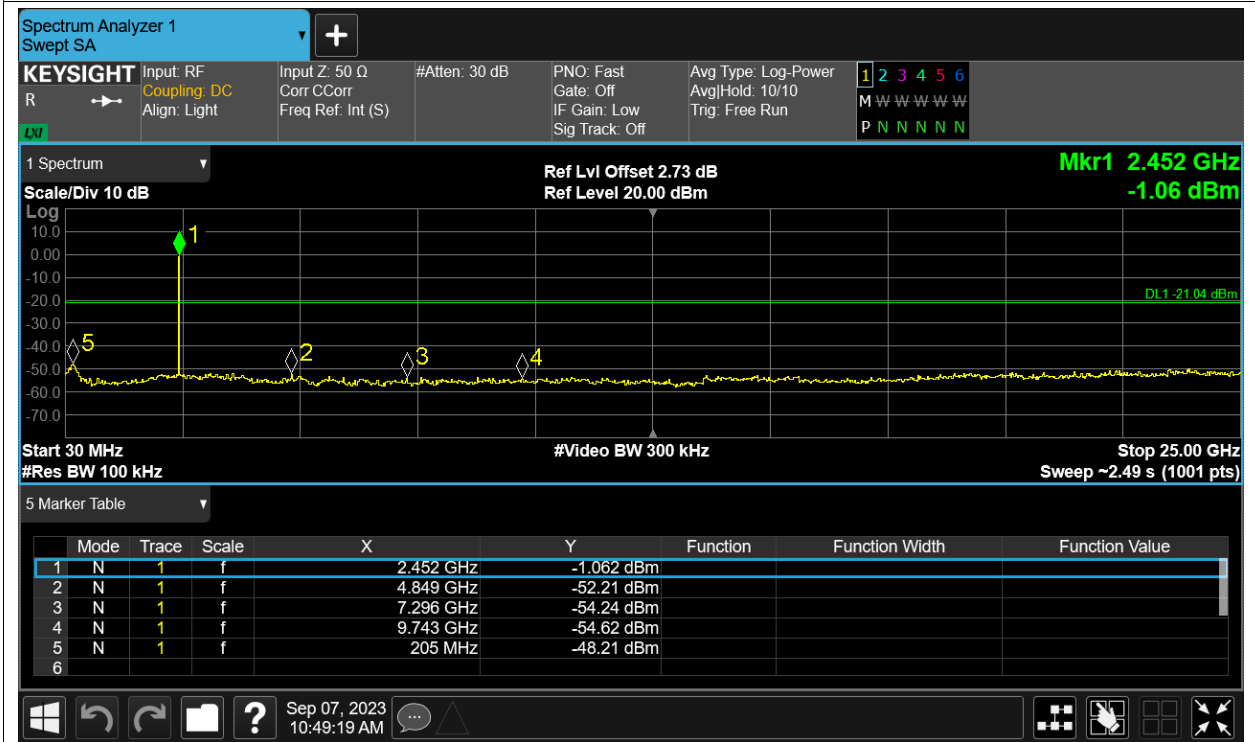 Spectrum Analyzer 1
Swept SA
+
KEYSIGHT
R
LXI
Input: RF
Coupling: DC
Align: Light
Input Z: 50 Ω
Corr CCorr
Freq Ref: Int (S)
#Atten: 30 dB
PNO: Fast
Gate: Off
IF Gain: Low
Sig Track: Off
Avg Type: Log-Power
Avg|Hold: 10/10
Trig: Free Run
1 2 3 4 5 6
M W W W W W
P N N N N N
1 Spectrum
Scale/Div 10 dB
Ref Lvl Offset 2.73 dB
Ref Level 20.00 dBm
Mkr1 2.452 GHz
-1.06 dBm
Log
10.0
0.00
-10.0
-20.0
-30.0
-40.0
-50.0
-60.0
-70.0
1
DL1 -21.04 dBm
5
2
3
4
Start 30 MHz
#Video BW 300 kHz
Stop 25.00 GHz
#Res BW 100 kHz
Sweep ~2.49 s (1001 pts)
5 Marker Table
Mode Trace Scale X Y Function Function Width Function Value
1 N 1 f 2.452 GHz -1.062 dBm
2 N 1 f 4.849 GHz -52.21 dBm
3 N 1 f 7.296 GHz -54.24 dBm
4 N 1 f 9.743 GHz -54.62 dBm
5 N 1 f 205 MHz -48.21 dBm
6
?
Sep 07, 2023
10:49:19 AM